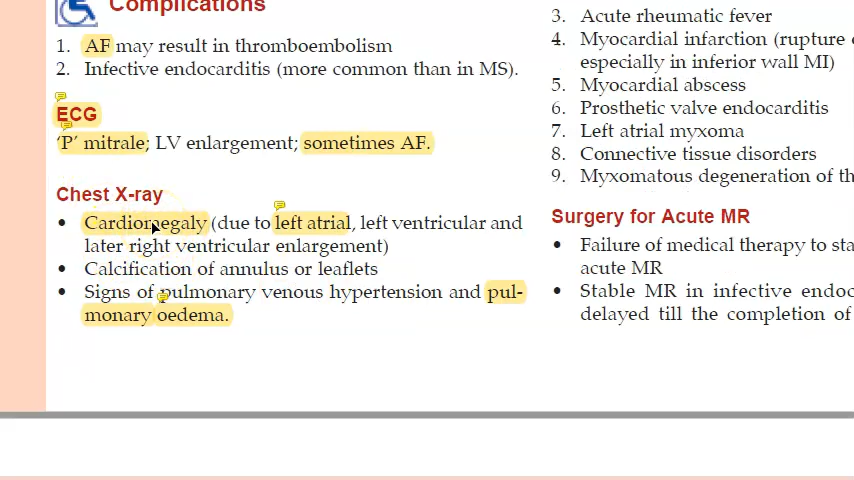 Complications
1. AF may result in thromboembolism
2. Infective endocarditis (more common than in MS).
ECG
'P' mitrale; LV enlargement; sometimes AF.
Chest X-ray
• Cardiomegaly (due to left atrial, left ventricular and
later right ventricular enlargement)
• Calcification of annulus or leaflets
• Signs of pulmonary venous hypertension and pul-
monary oedema.
3. Acute rheumatic fever
4. Myocardial infarction (rupture
especially in inferior wall MI)
5. Myocardial abscess
6. Prosthetic valve endocarditis
7. Left atrial myxoma
8. Connective tissue disorders
9. Myxomatous degeneration of th
Surgery for Acute MR
• Failure of medical therapy to sta
acute MR
• Stable MR in infective endoc
delayed till the completion of